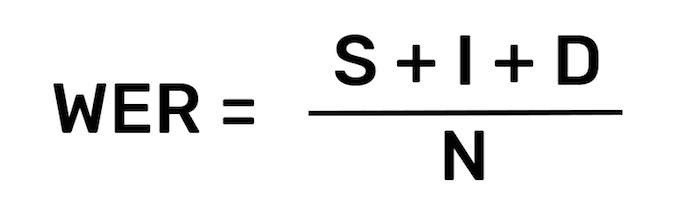 S + I + D
WER =
N